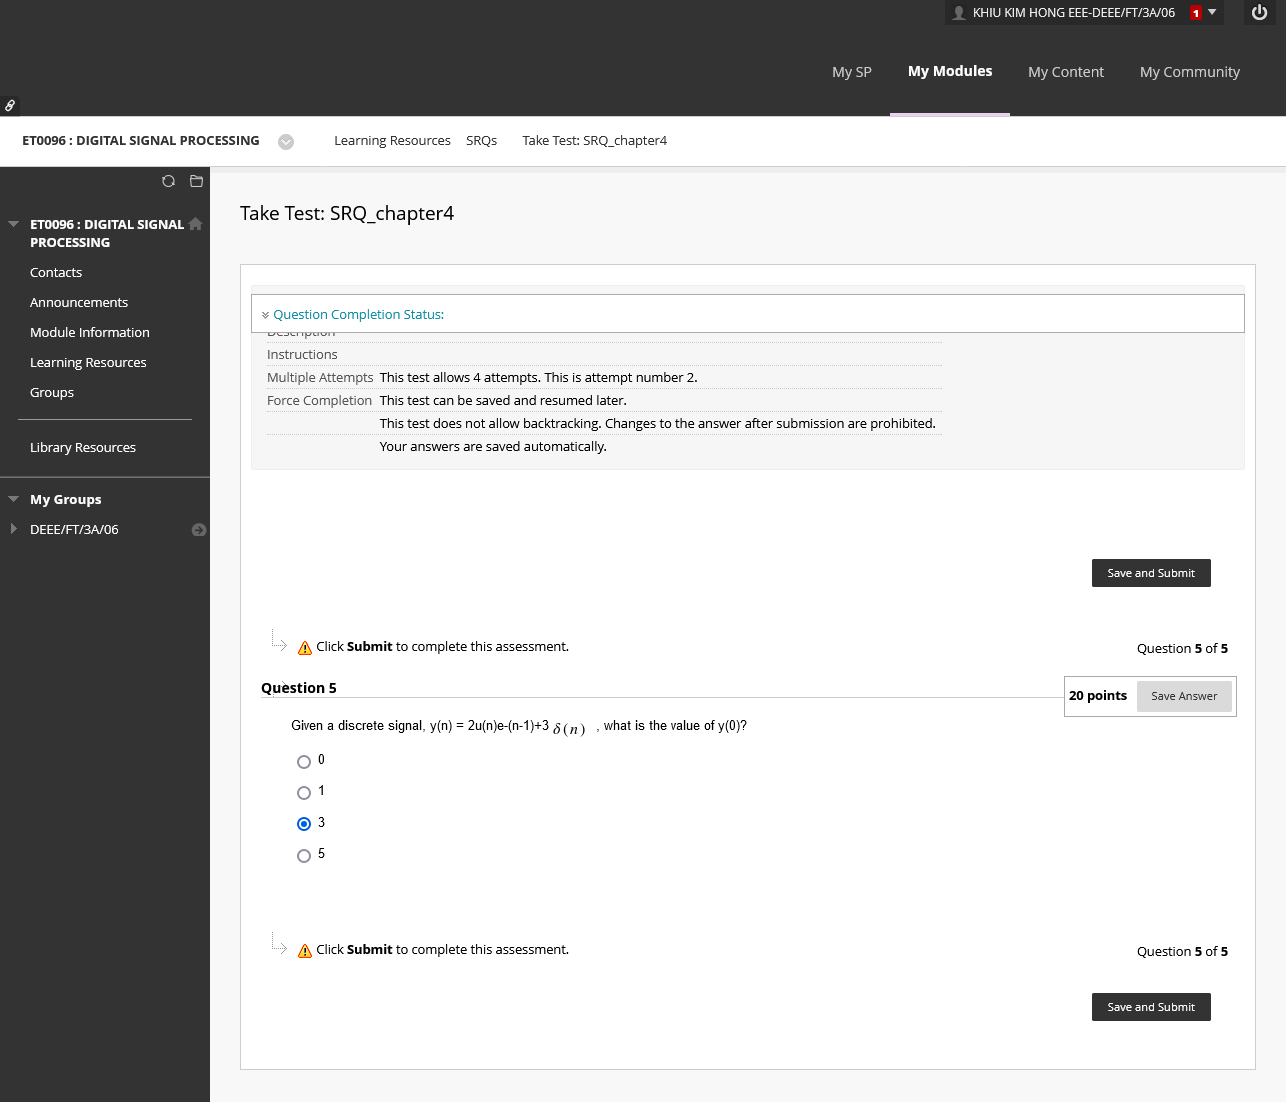 KHIU KIM HONG EEE-DEEE/FT/3A/06 1
My SP My Modules My Content My Community
ET0096 : DIGITAL SIGNAL PROCESSING Learning Resources SRQs Take Test: SRQ_chapter4
ET0096 : DIGITAL SIGNAL
PROCESSING
Contacts
Announcements
Module Information
Learning Resources
Groups
Library Resources
My Groups
DEEE/FT/3A/06
Take Test: SRQ_chapter4
Question Completion Status:
Description
Instructions
Multiple Attempts This test allows 4 attempts. This is attempt number 2.
Force Completion This test can be saved and resumed later.
This test does not allow backtracking. Changes to the answer after submission are prohibited.
Your answers are saved automatically.
Save and Submit
Click Submit to complete this assessment. Question 5 of 5
Question 5 20 points Save Answer
Given a discrete signal, y(n) = 2u(n)e-(n-1)+3 δ(n) , what is the value of y(0)?
0
1
3
5
Click Submit to complete this assessment. Question 5 of 5
Save and Submit